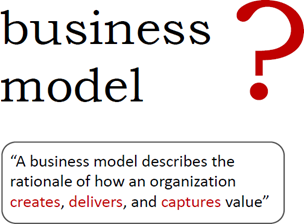 business
model
?
“A business model describes the
rationale of how an organization
creates, delivers, and captures value”